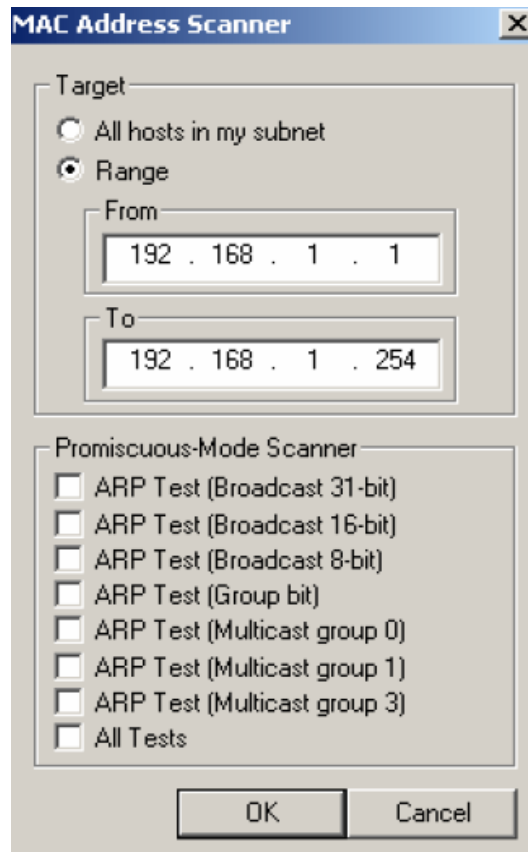 MAC Address Scanner
Target
All hosts in my subnet
Range
From
192 . 168 . 1 . 1
To
192 . 168 . 1 . 254
Promiscuous-Mode Scanner
ARP Test (Broadcast 31-bit)
ARP Test (Broadcast 16-bit)
ARP Test (Broadcast 8-bit)
ARP Test (Group bit)
ARP Test (Multicast group 0)
ARP Test (Multicast group 1)
ARP Test (Multicast group 3)
All Tests
OK Cancel